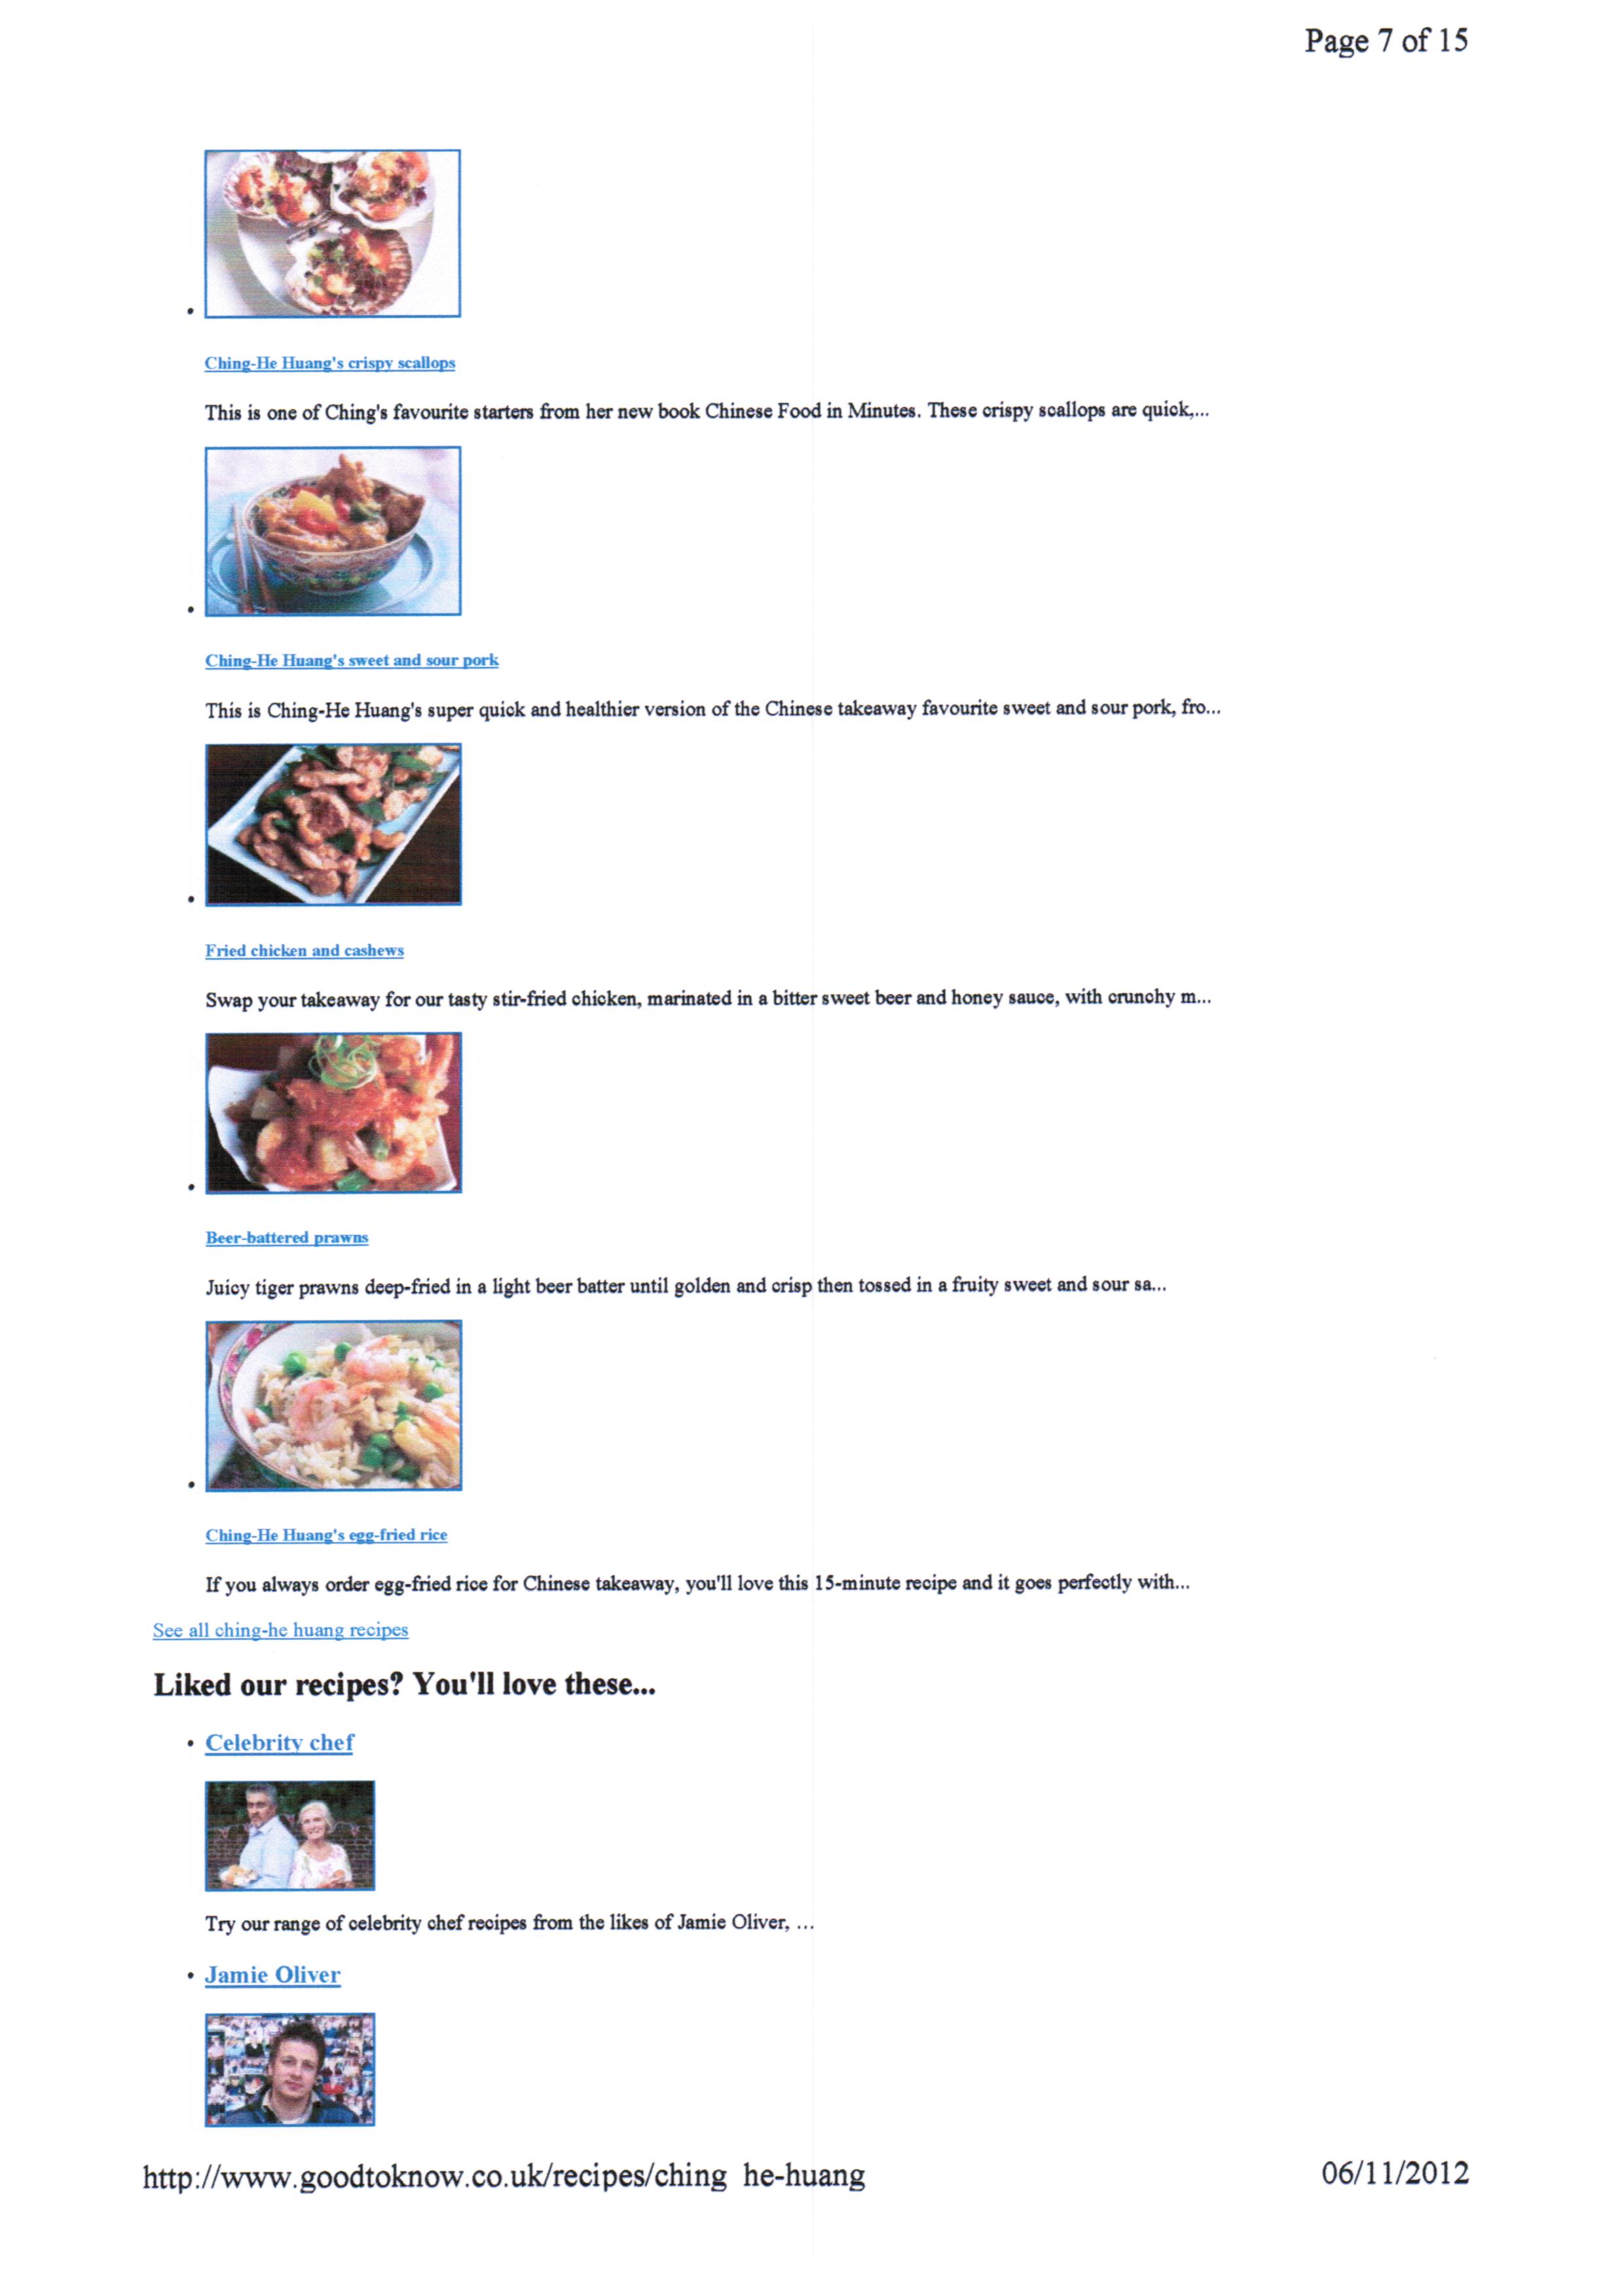 Page 7 of 15
Ching-He Huang's crispy scallops
This is one of Ching's favourite starters from her new book Chinese Food in Minutes. These crispy scallops are quick,...
Ching-He Huang's sweet and sour pork
This is Ching-He Huang's super quick and healthier version of the Chinese takeaway favourite sweet and sour pork, fro...
Fried chicken and cashews
Swap your takeaway for our tasty stir-fried chicken, marinated in a bitter sweet beer and honey sauce, with crunchy m...
Beer-battered prawns
Juicy tiger prawns deep-fried in a light beer batter until golden and crisp then tossed in a fruity sweet and sour sa...
Ching-He Huang's egg-fried rice
If you always order egg-fried rice for Chinese takeaway, you'll love this 15-minute recipe and it goes perfectly with...
See all ching-he huang recipes
Liked our recipes? You'll love these...
• Celebrity chef
Try our range of celebrity chef recipes from the likes of Jamie Oliver, ...
• Jamie Oliver
http://www.goodtoknow.co.uk/recipes/ching he-huang
06/11/2012